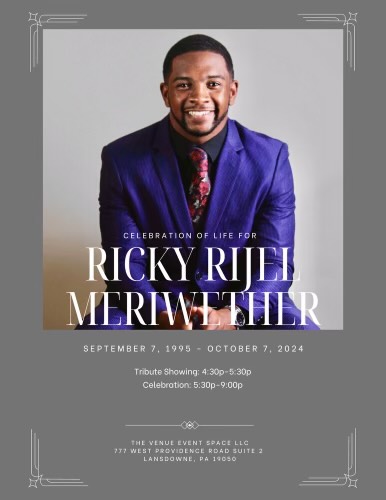 CELEBRATION OF LIFE FOR
RICKY RIJEL
MERIWETHER
SEPTEMBER 7, 1995 – OCTOBER 7, 2024
Tribute Showing: 4:30p-5:30p
Celebration: 5:30p-9:00p
THE VENUE EVENT SPACE LLC
777 WEST PROVIDENCE ROAD SUITE 2
LANSDOWNE, PA 19050